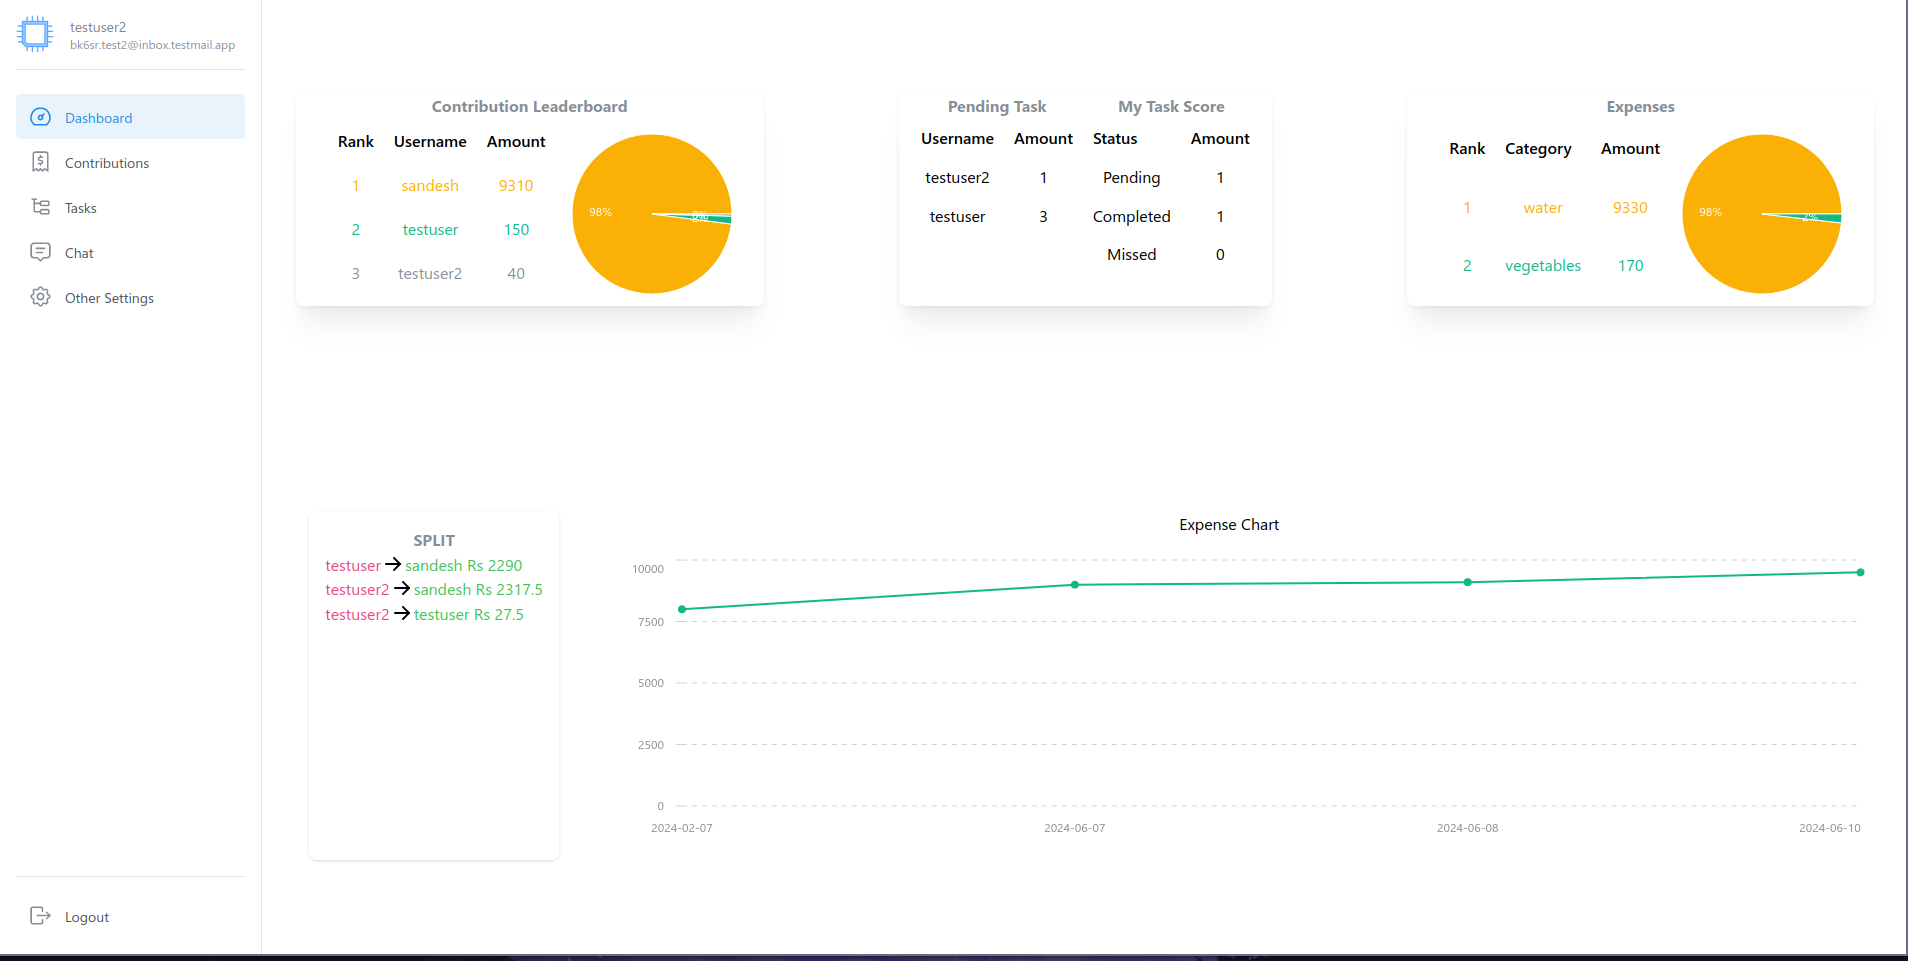 testuser2
bk6sr.test2@inbox.testmail.app
Dashboard
Contributions
Tasks
Chat
Other Settings
Logout
Contribution Leaderboard
Rank Username Amount
1 sandesh 9310
2 testuser 150
3 testuser2 40
98%
Pending Task
Username Amount
testuser2 1
testuser 3
My Task Score
Status Amount
Pending 1
Completed 1
Missed 0
Expenses
Rank Category Amount
1 water 9330
2 vegetables 170
98%
2%
SPLIT
testuser → sandesh Rs 2290
testuser2 → sandesh Rs 2317.5
testuser2 → testuser Rs 27.5
Expense Chart
10000
7500
5000
2500
0
2024-02-07 2024-06-07 2024-06-08 2024-06-10